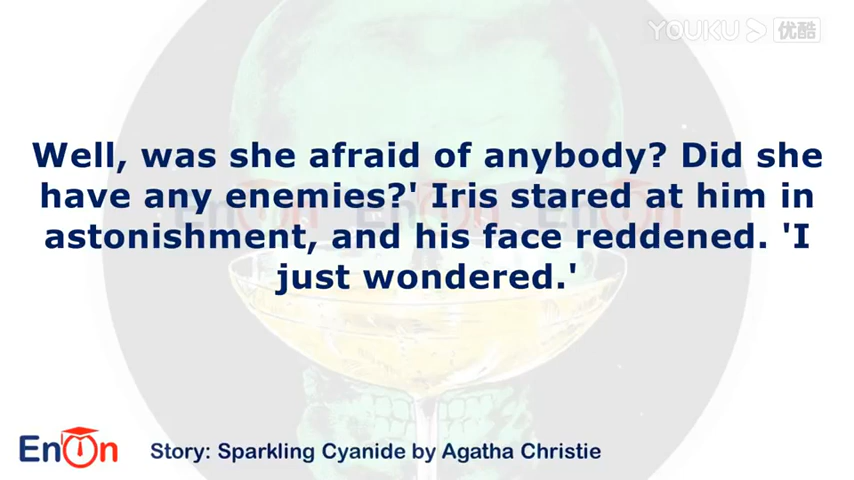 YOUKU 优酷
Well, was she afraid of anybody? Did she
have any enemies?' Iris stared at him in
astonishment, and his face reddened. 'I
just wondered.'
EnOn
Story: Sparkling Cyanide by Agatha Christie